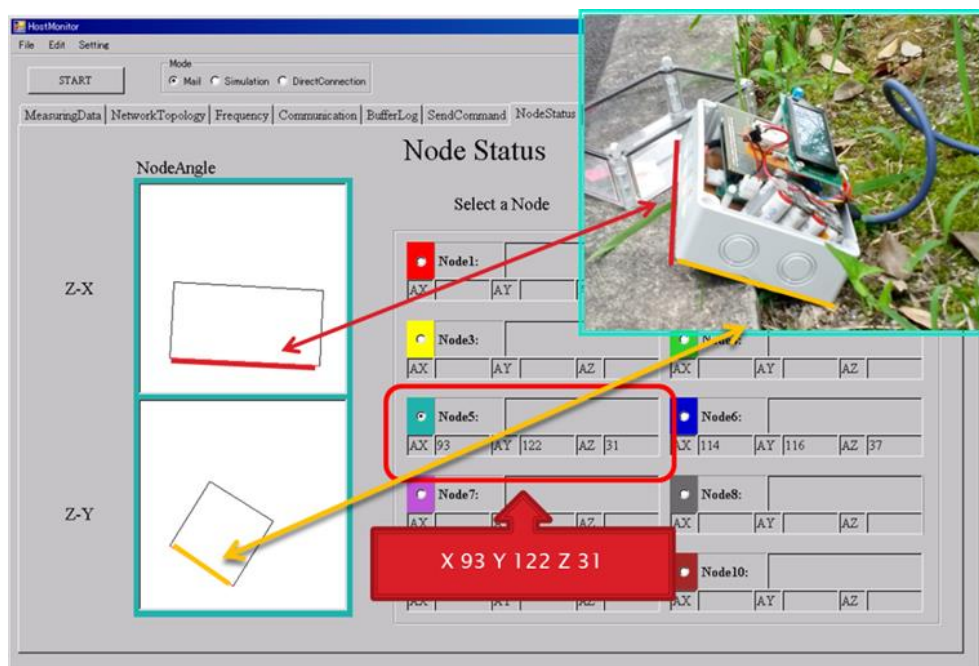 HostMonitor
File Edit Setting
START
Mode
Mail Simulation DirectConnection
MeasuringData NetworkTopology Frequency Communication BufferLog SendCommand NodeStatus
Node Status
NodeAngle
Select a Node
Z-X
Z-Y
Node1:
AX AY
Node3:
AX AY AZ AX AY AZ
Node5: Node6:
AX 93 AY 122 AZ 31 AX 114 AY 116 AZ 37
Node7: Node8:
AX AZ AX AY AZ
X 93 Y 122 Z 31
Node10:
AX AY AZ AX AY AZ